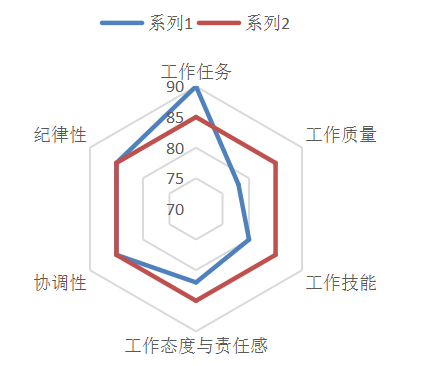 系列1 系列2
工作任务
90
纪律性 85 工作质量
80
75
70
协调性 工作技能
工作态度与责任感